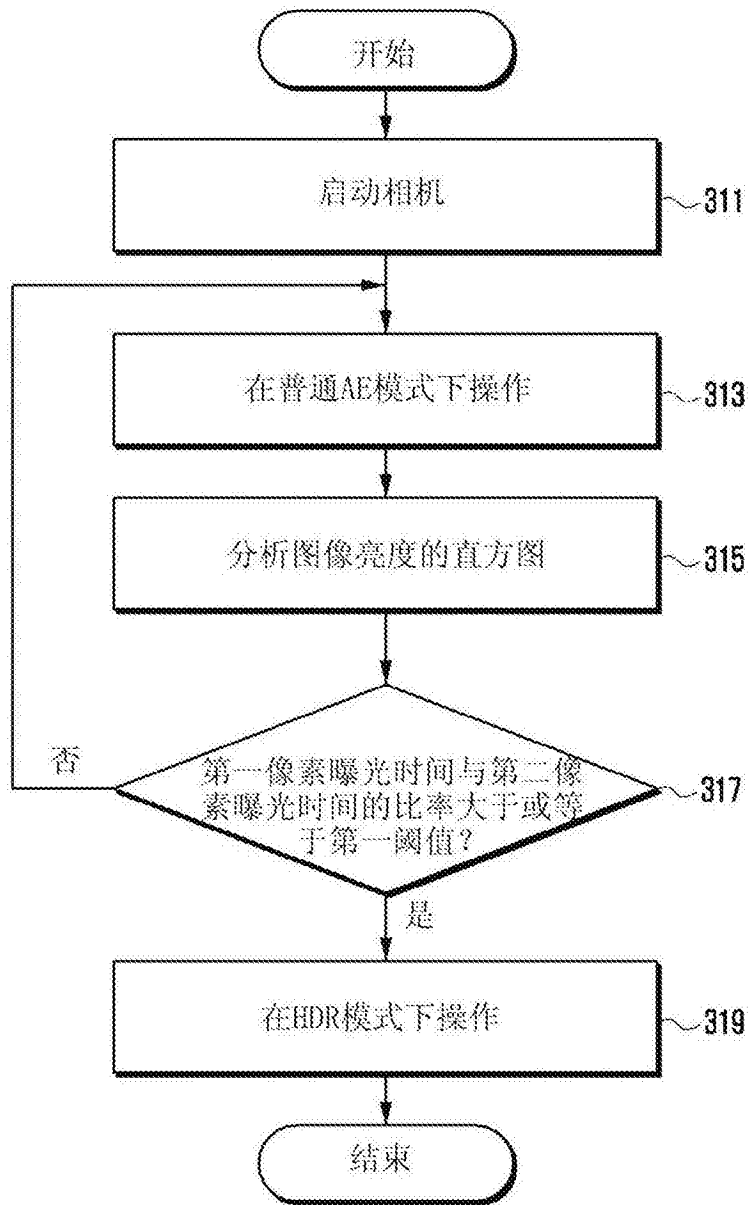 开始
启动相机
311
在普通AE模式下操作
313
分析图像亮度的直方图
315
否
第一像素曝光时间与第二像
素曝光时间的比率大于或等
于第一阈值?
317
是
在HDR模式下操作
319
结束